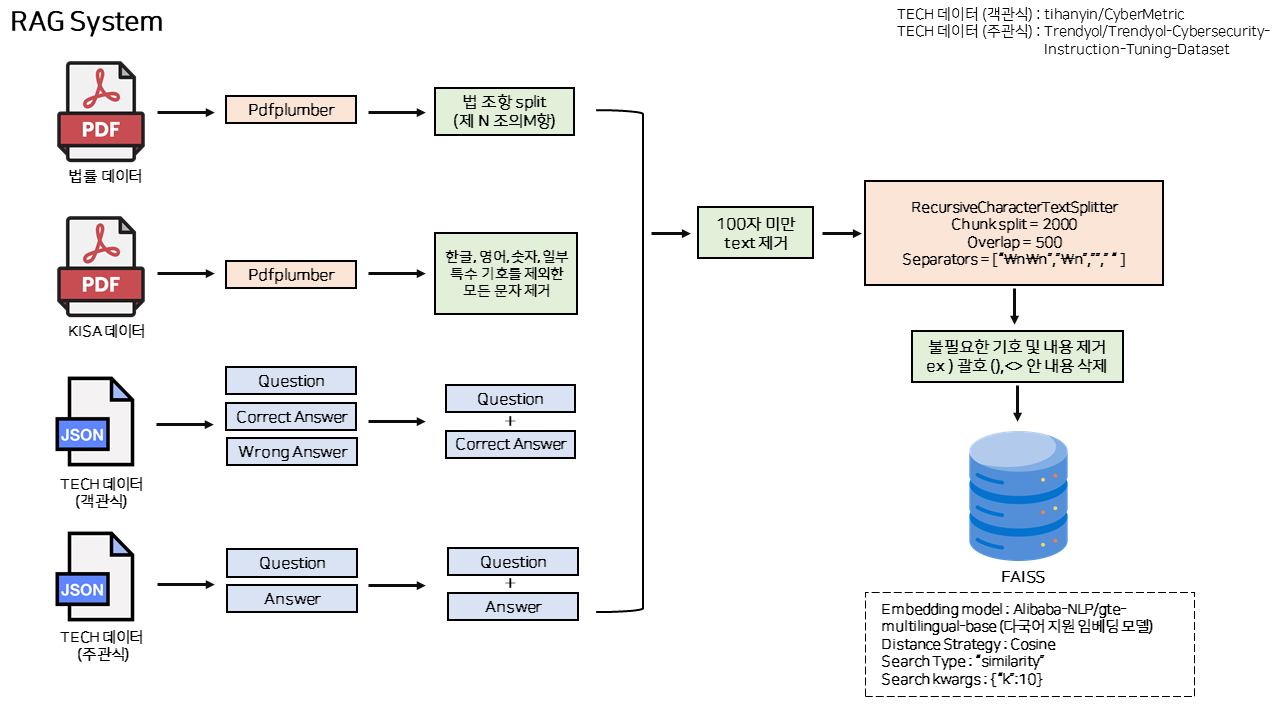 RAG System
TECH 데이터 (객관식) : tihanyin/CyberMetric
TECH 데이터 (주관식) : Trendyol/Trendyol-Cybersecurity-
Instruction-Tuning-Dataset
PDF
법률 데이터
Pdfplumber
법 조항 split
(제 N 조의M항)
PDF
KISA 데이터
Pdfplumber
한글, 영어, 숫자, 일부
특수 기호를 제외한
모든 문자 제거
JSON
TECH 데이터
(객관식)
Question
Correct Answer
Wrong Answer
Question
+
Correct Answer
JSON
TECH 데이터
(주관식)
Question
Answer
Question
+
Answer
100자 미만
text 제거
RecursiveCharacterTextSplitter
Chunk split = 2000
Overlap = 500
Separators = [“₩n₩n”,”₩n”,””,” “ ]
불필요한 기호 및 내용 제거
ex ) 괄호 (),<> 안 내용 삭제
FAISS
Embedding model : Alibaba-NLP/gte-
multilingual-base (다국어 지원 임베딩 모델)
Distance Strategy : Cosine
Search Type : “similarity”
Search kwargs : {“k”:10}